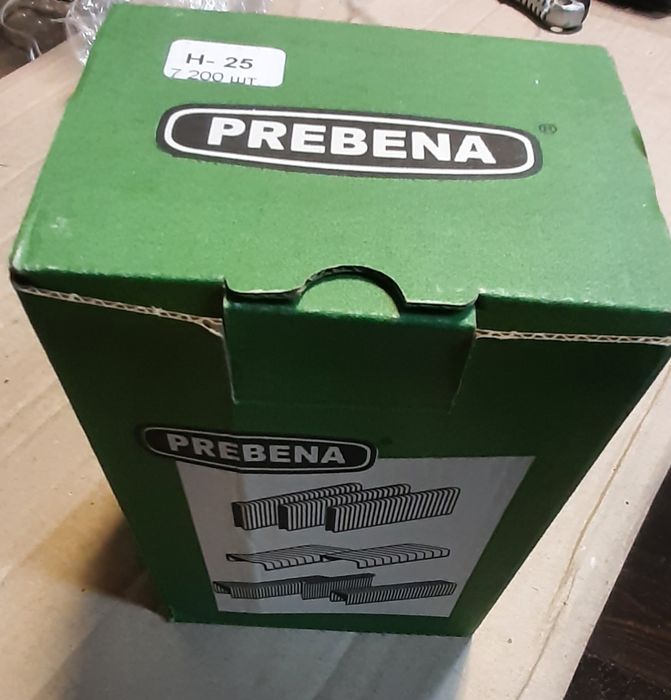 H- 25
7 200 шт.
PREBENA
®
PREBENA